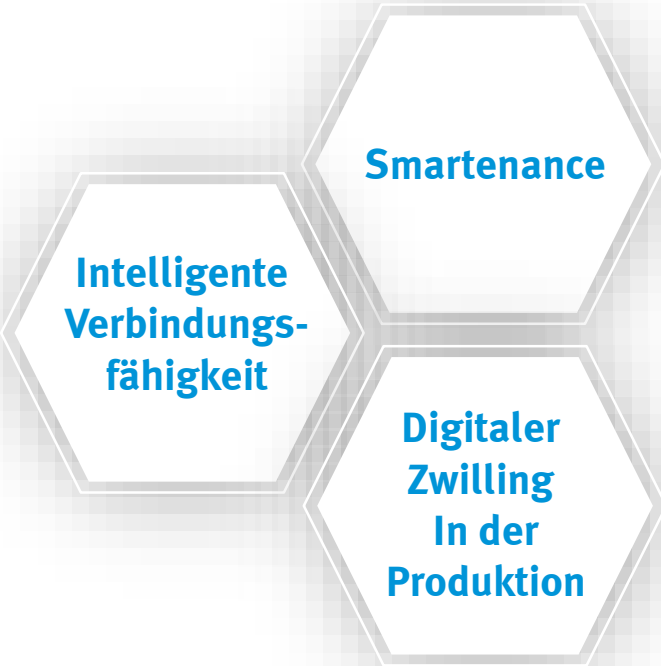 Smartenance
Intelligente
Verbindungs-
fähigkeit
Digitaler
Zwilling
In der
Produktion